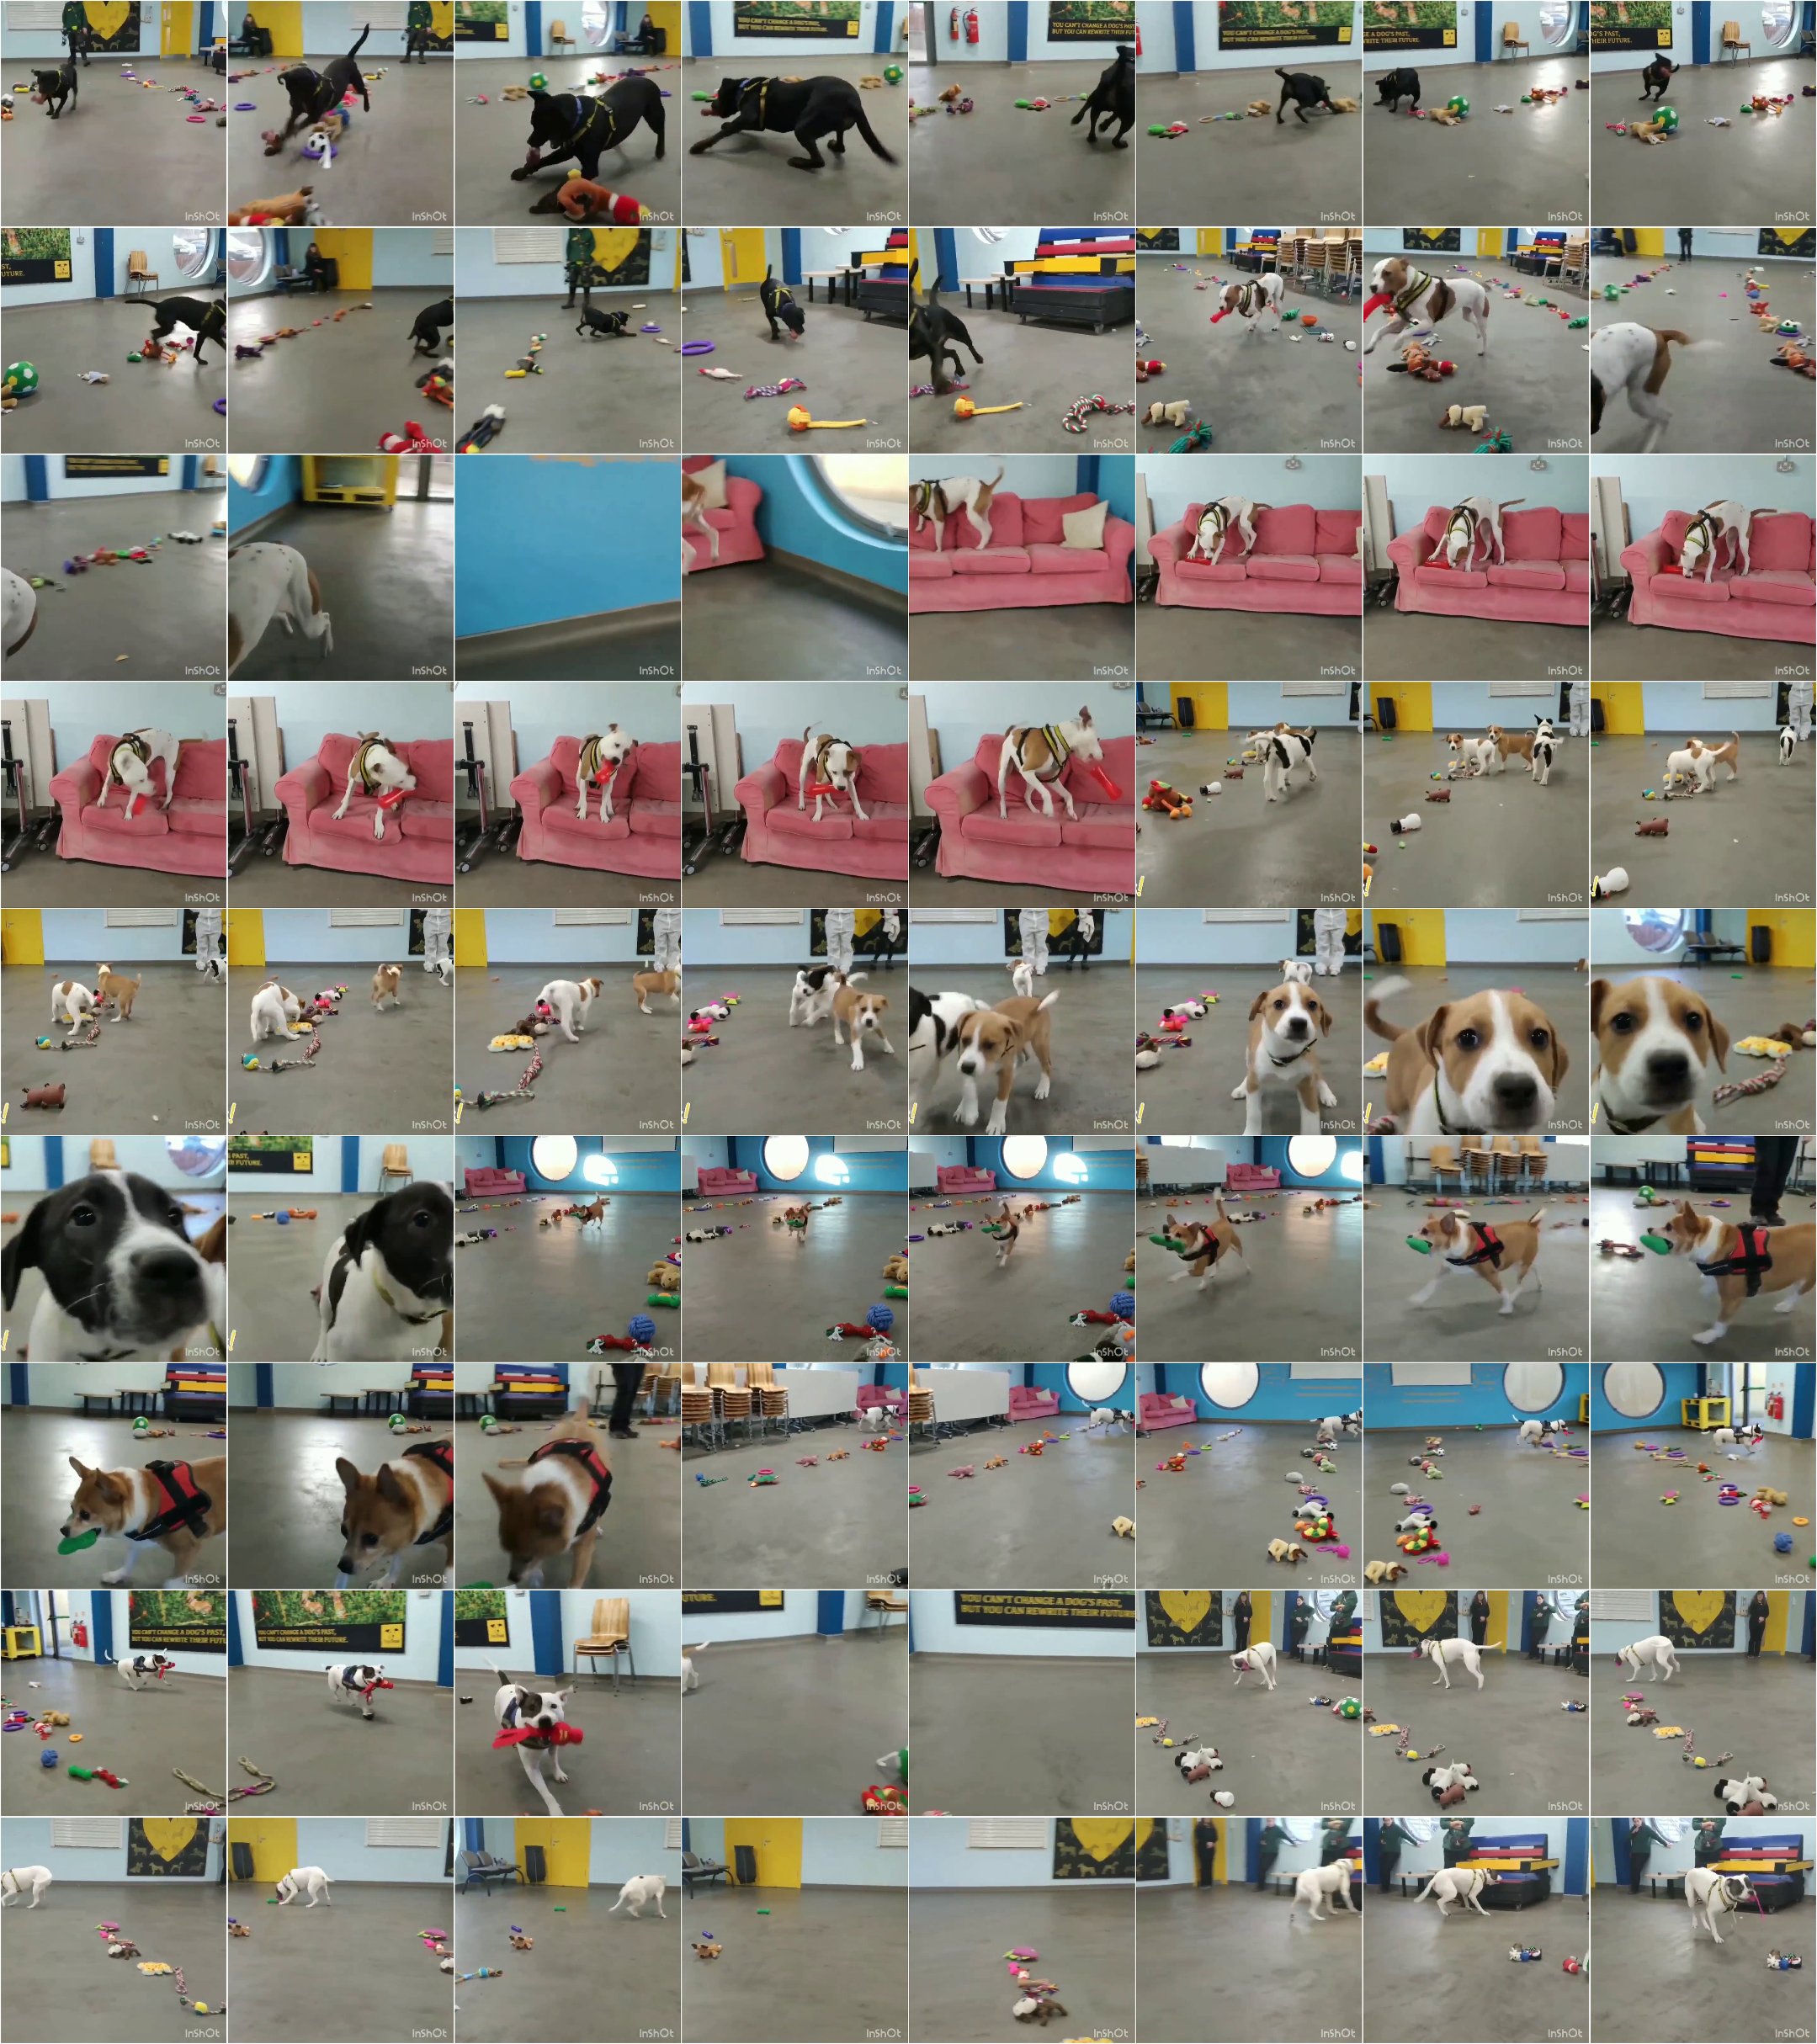 YOU CAN'T CHANGE A DOG'S PAST,
BUT YOU CAN REWRITE THEIR FUTURE.
InShOt